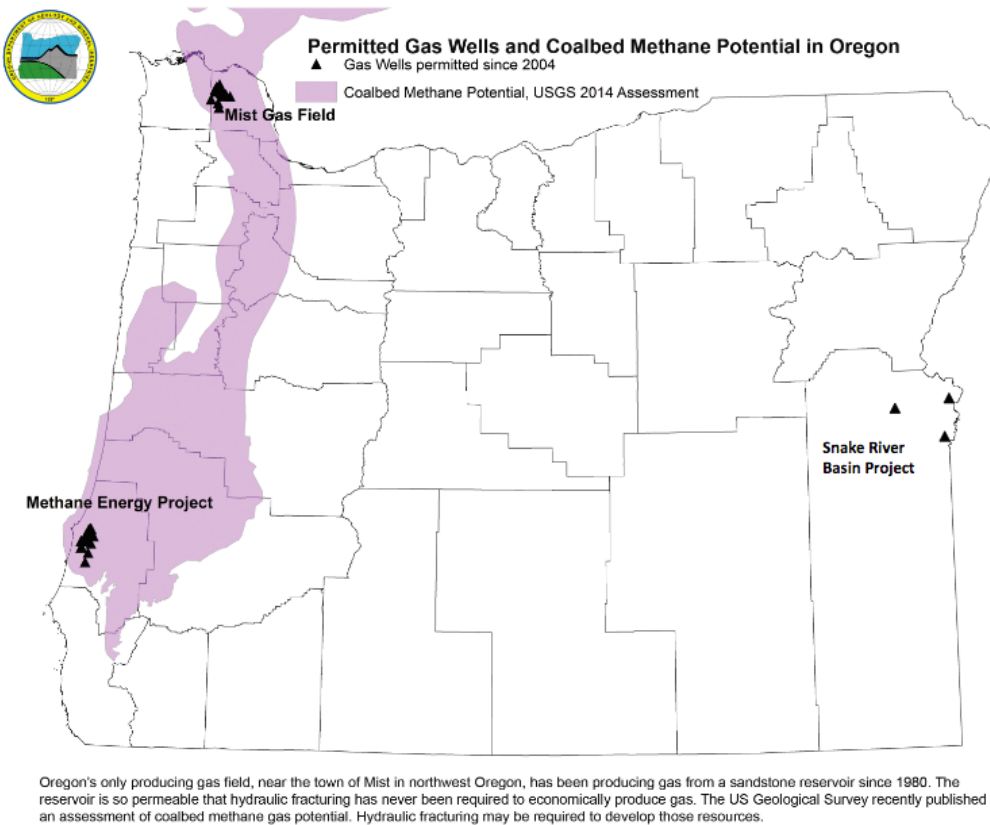 Permitted Gas Wells and Coalbed Methane Potential in Oregon
Gas Wells permitted since 2004
Coalbed Methane Potential, USGS 2014 Assessment
Mist Gas Field
Snake River
Basin Project
Methane Energy Project
Oregon's only producing gas field, near the town of Mist in northwest Oregon, has been producing gas from a sandstone reservoir since 1980. The
reservoir is so permeable that hydraulic fracturing has never been required to economically produce gas. The US Geological Survey recently published
an assessment of coalbed methane gas potential. Hydraulic fracturing may be required to develop those resources.